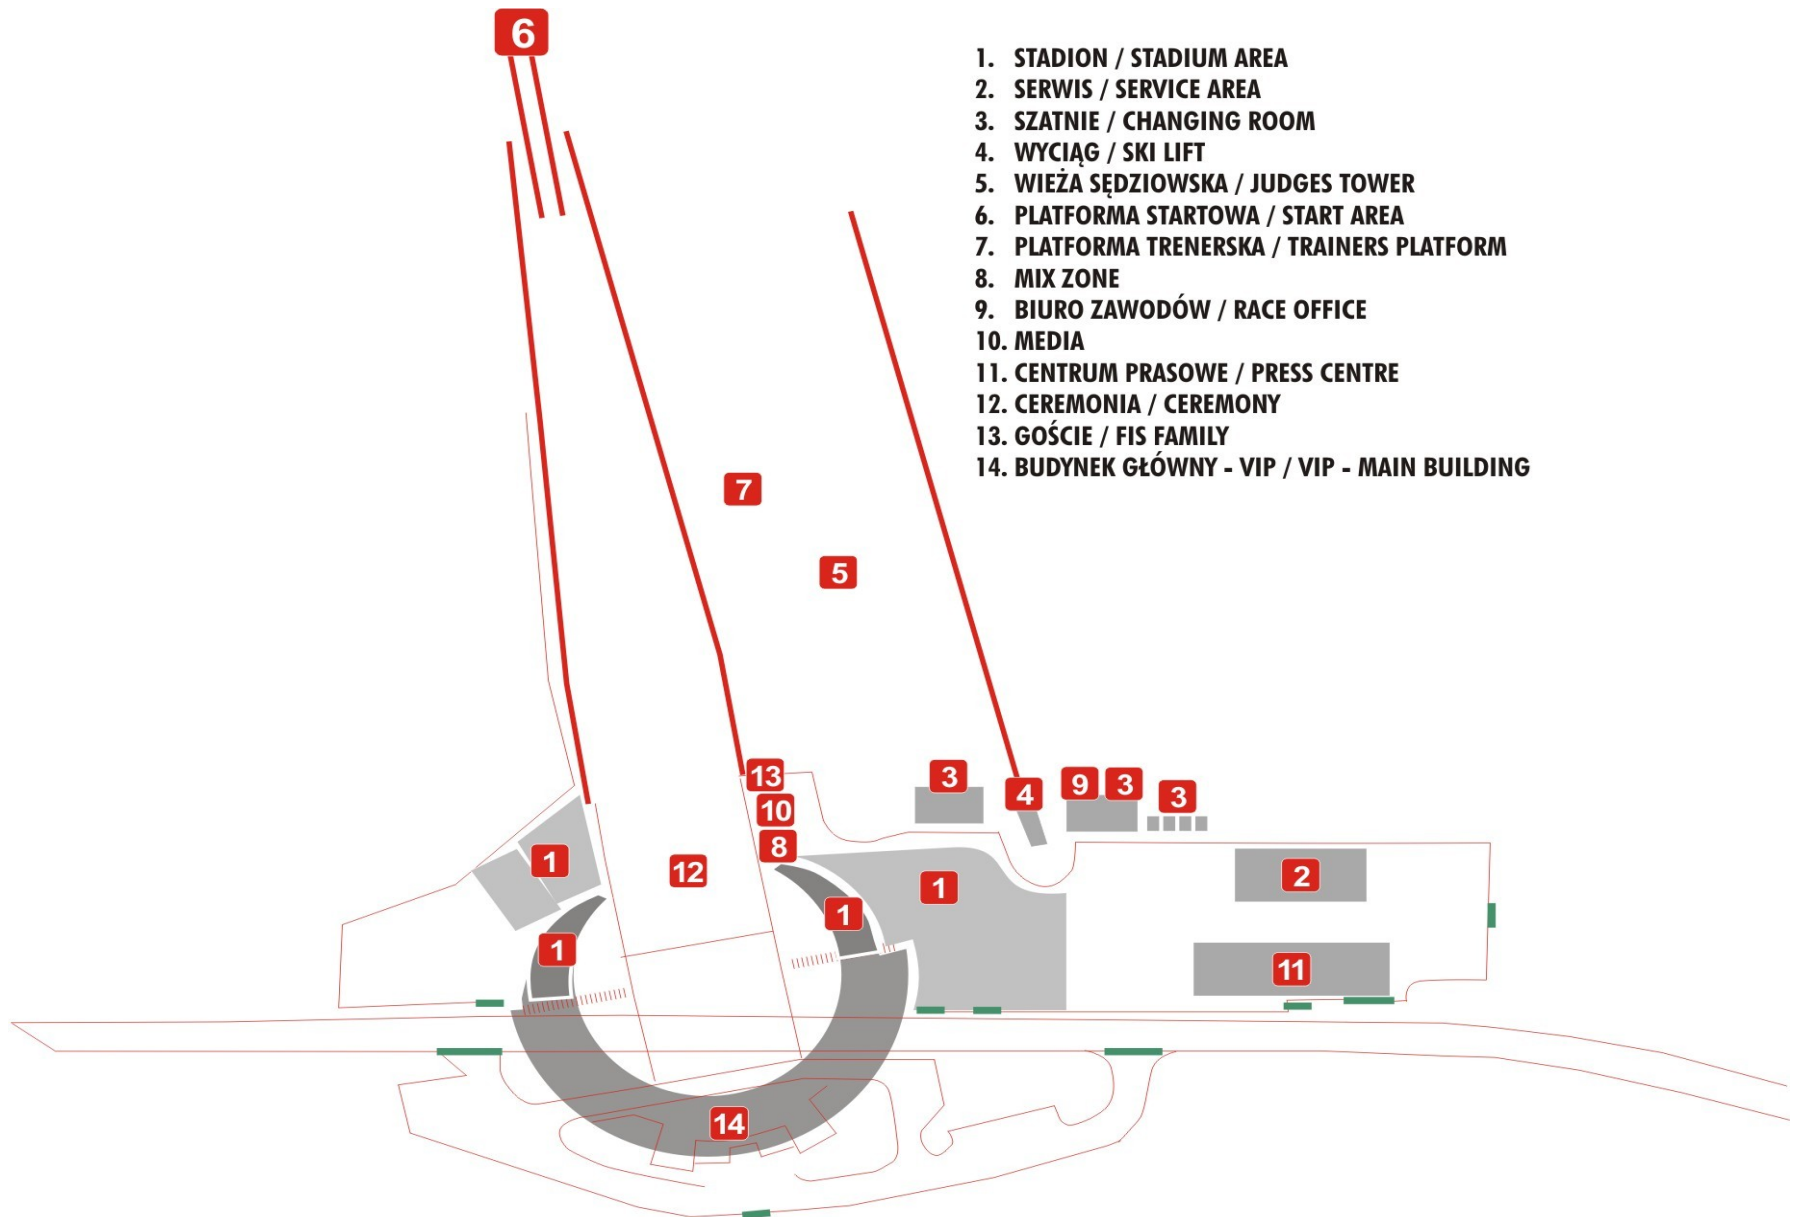 6
1. STADION / STADIUM AREA
2. SERWIS / SERVICE AREA
3. SZATNIE / CHANGING ROOM
4. WYCIĄG / SKI LIFT
5. WIEŻA SĘDZIOWSKA / JUDGES TOWER
6. PLATFORMA STARTOWA / START AREA
7. PLATFORMA TRENERSKA / TRAINERS PLATFORM
8. MIX ZONE
9. BIURO ZAWODÓW / RACE OFFICE
10. MEDIA
11. CENTRUM PRASOWE / PRESS CENTRE
12. CEREMONIA / CEREMONY
13. GOŚCIE / FIS FAMILY
14. BUDYNEK GŁÓWNY - VIP / VIP - MAIN BUILDING
7
5
13
3
4
9
3
3
10
8
1
12
1
1
2
1
1
11
14